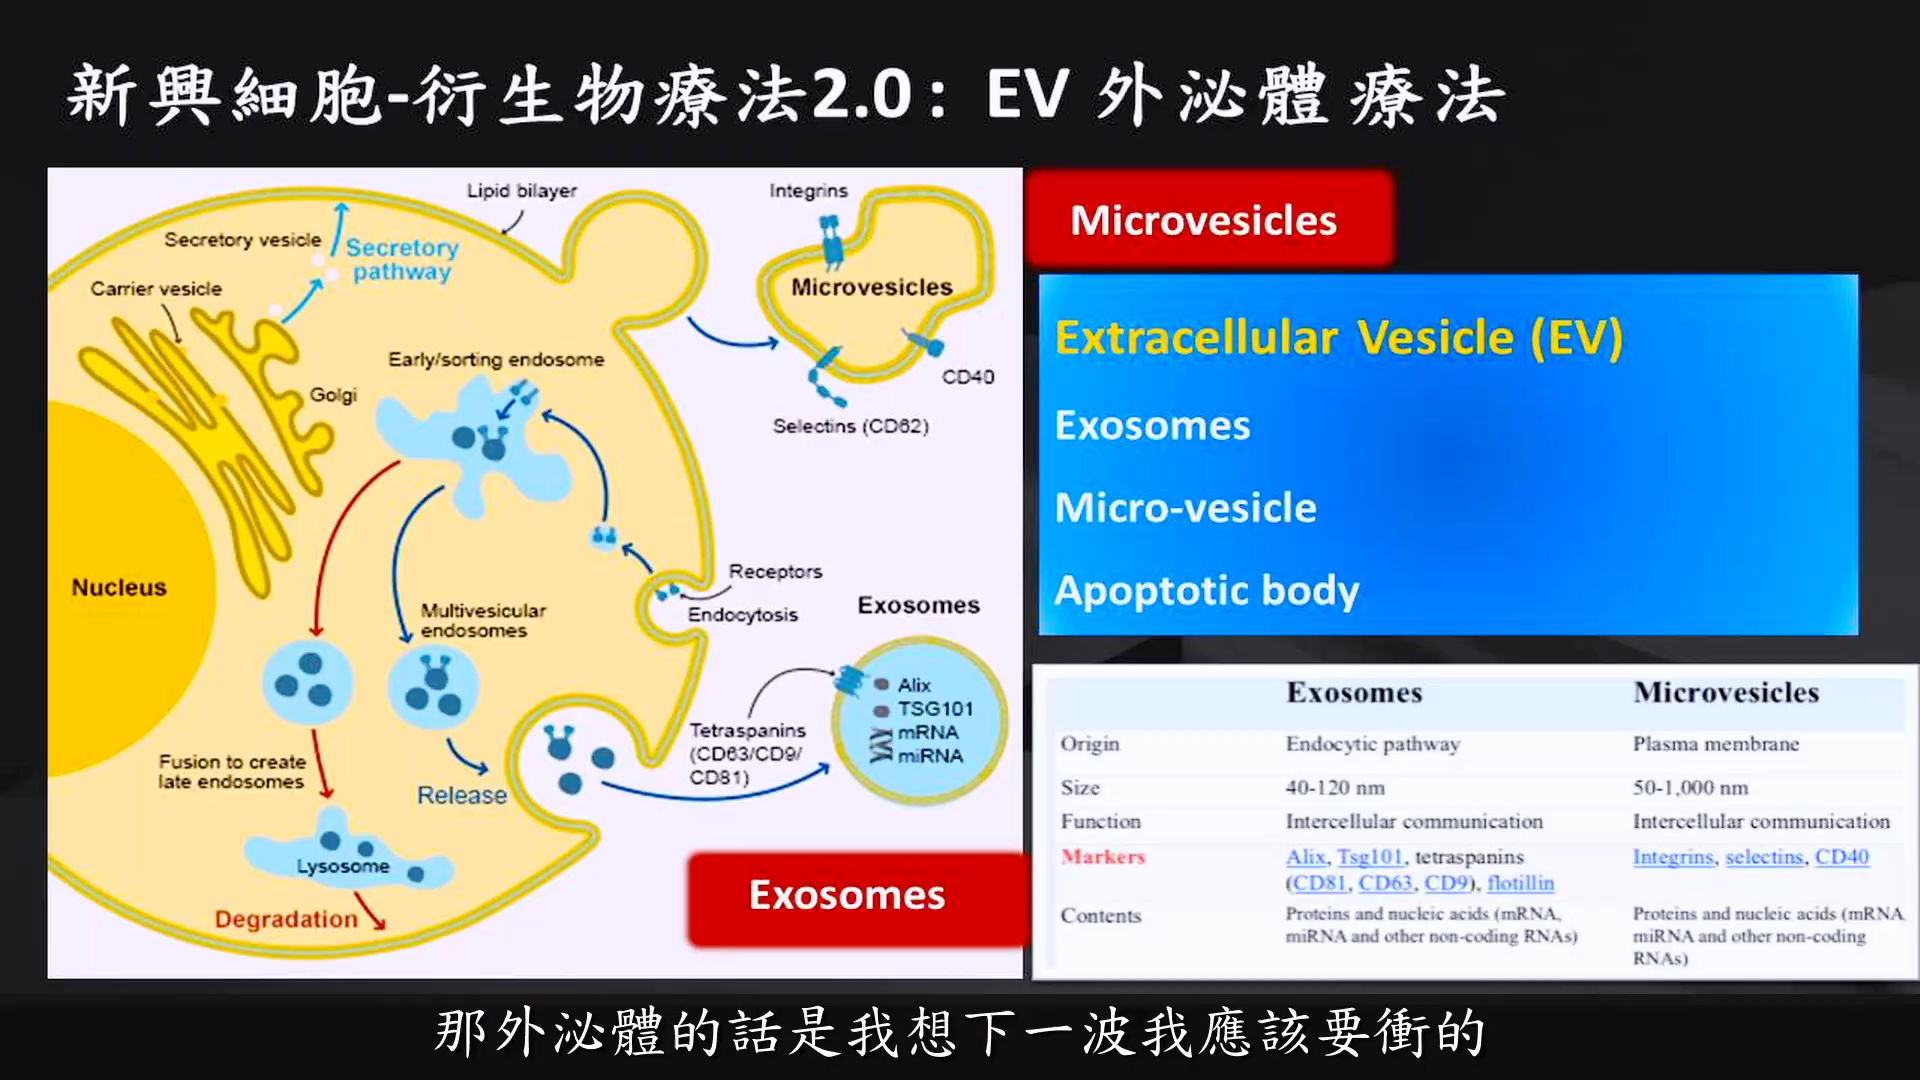 新興細胞-衍生物療法2.0：EV 外泌體療法
Lipid bilayer
Integrins
Secretory vesicle
Secretory
pathway
Carrier vesicle
Microvesicles
Early/sorting endosome
CD40
Golgi
Selectins (CD62)
Receptors
Nucleus
Endocytosis
Exosomes
Multivesicular
endosomes
Alix
TSG101
mRNA
miRNA
Tetraspanins
(CD63/CD9/
CD81)
Fusion to create
late endosomes
Release
Lysosome
Degradation
Exosomes
Microvesicles
Extracellular Vesicle (EV)
Exosomes
Micro-vesicle
Apoptotic body
Exosomes Microvesicles
Origin Endocytic pathway Plasma membrane
Size 40-120 nm 50-1,000 nm
Function Intercellular communication Intercellular communication
Markers Alix, Tsg101, tetraspanins Integrins, selectins, CD40
(CD81, CD63, CD9), flotillin
Contents Proteins and nucleic acids (mRNA, Proteins and nucleic acids (mRNA
miRNA and other non-coding RNAs) miRNA and other non-coding
RNAs)
那外泌體的話是我想下一波我應該要衝的